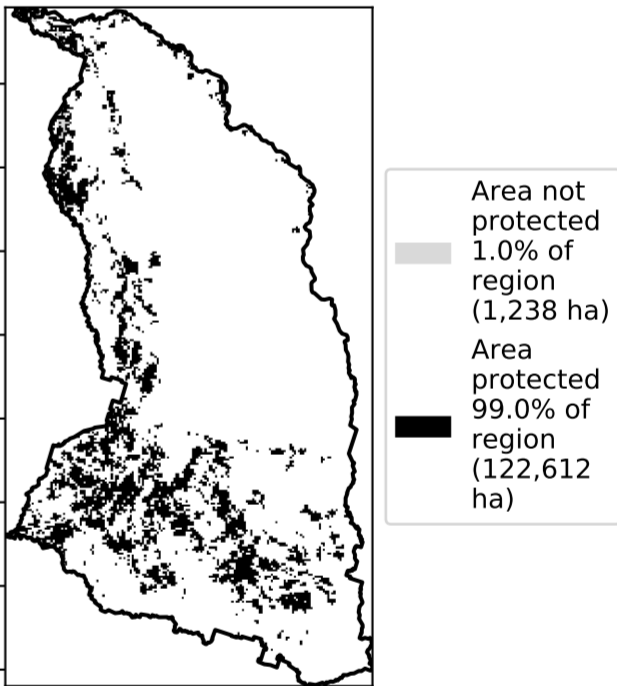 Area not
protected
1.0% of
region
(1,238 ha)
Area
protected
99.0% of
region
(122,612
ha)